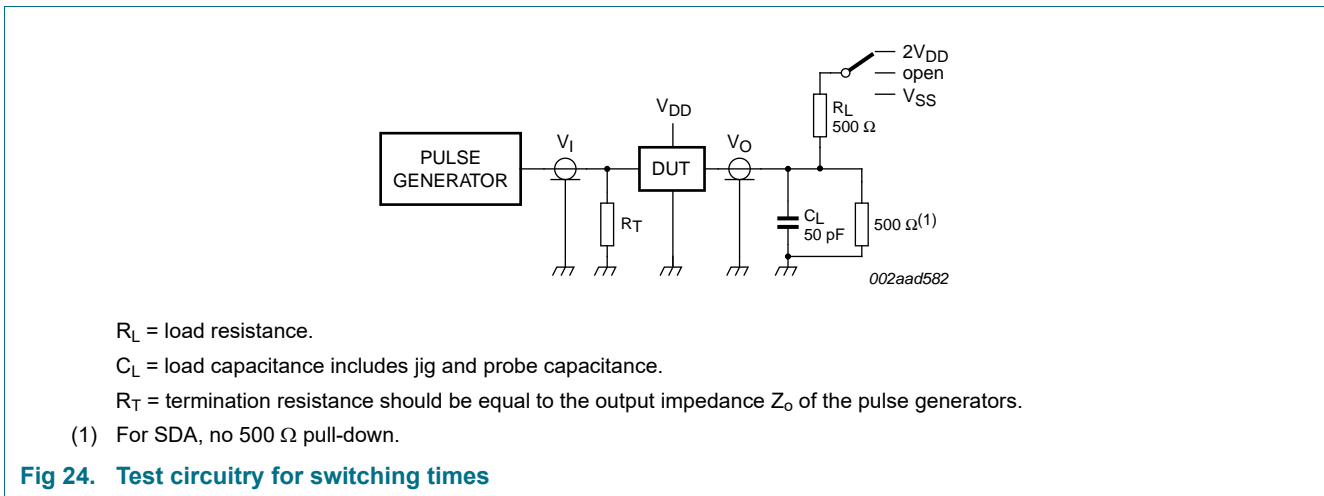 2VDD
open
VSS
RL
500 Ω
VDD
VI
VO
PULSE
GENERATOR
DUT
RT
CL
50 pF
500 Ω(1)
002aad582
RL = load resistance.
CL = load capacitance includes jig and probe capacitance.
RT = termination resistance should be equal to the output impedance Zo of the pulse generators.
(1) For SDA, no 500 Ω pull-down.
Fig 24. Test circuitry for switching times